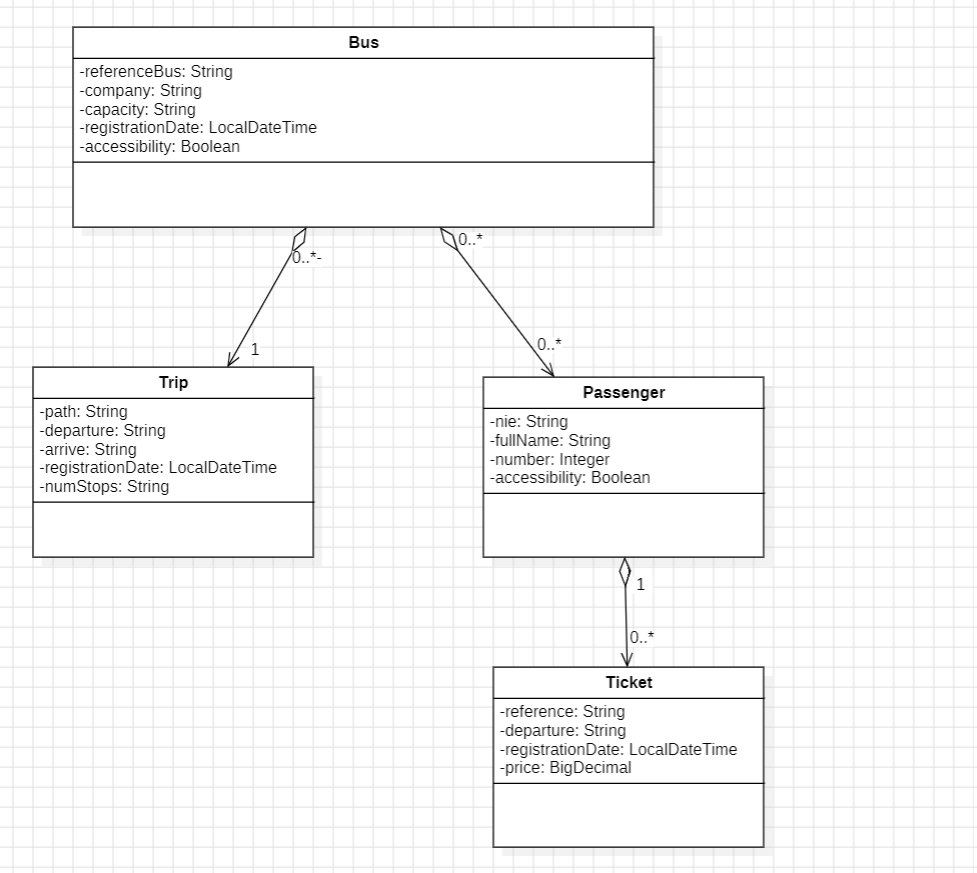 Bus
-referenceBus: String
-company: String
-capacity: String
-registrationDate: LocalDateTime
-accessibility: Boolean
0..*-
0..*
1
0..*
Trip
-path: String
-departure: String
-arrive: String
-registrationDate: LocalDateTime
-numStops: String
Passenger
-nie: String
-fullName: String
-number: Integer
-accessibility: Boolean
1
0..*
Ticket
-reference: String
-departure: String
-registrationDate: LocalDateTime
-price: BigDecimal